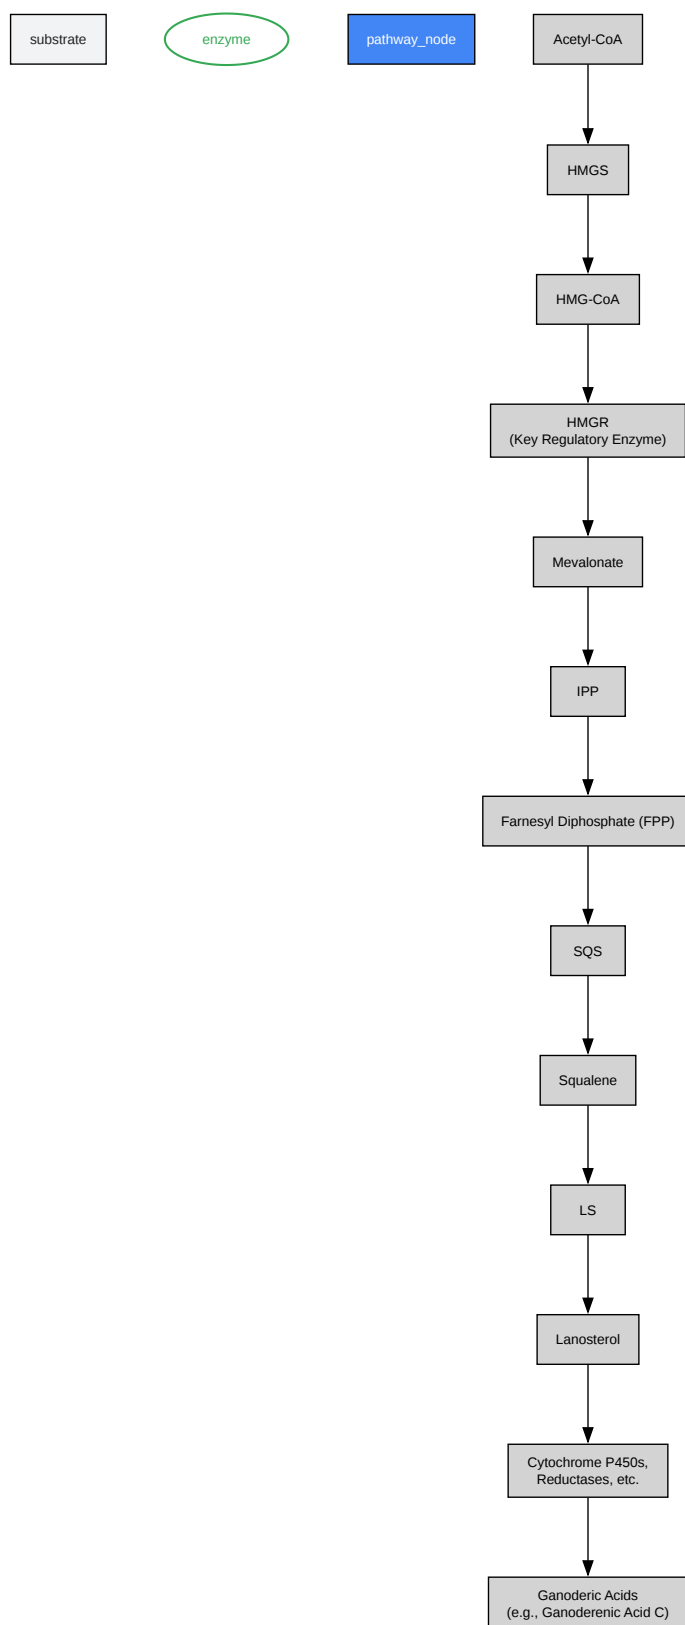 substrate
enzyme
pathway_node
Acetyl-CoA
HMGS
HMG-CoA
HMGR
(Key Regulatory Enzyme)
Mevalonate
IPP
Farnesyl Diphosphate (FPP)
SQS
Squalene
LS
Lanosterol
Cytochrome P450s,
Reductases, etc.
Ganoderic Acids
(e.g., Ganoderenic Acid C)